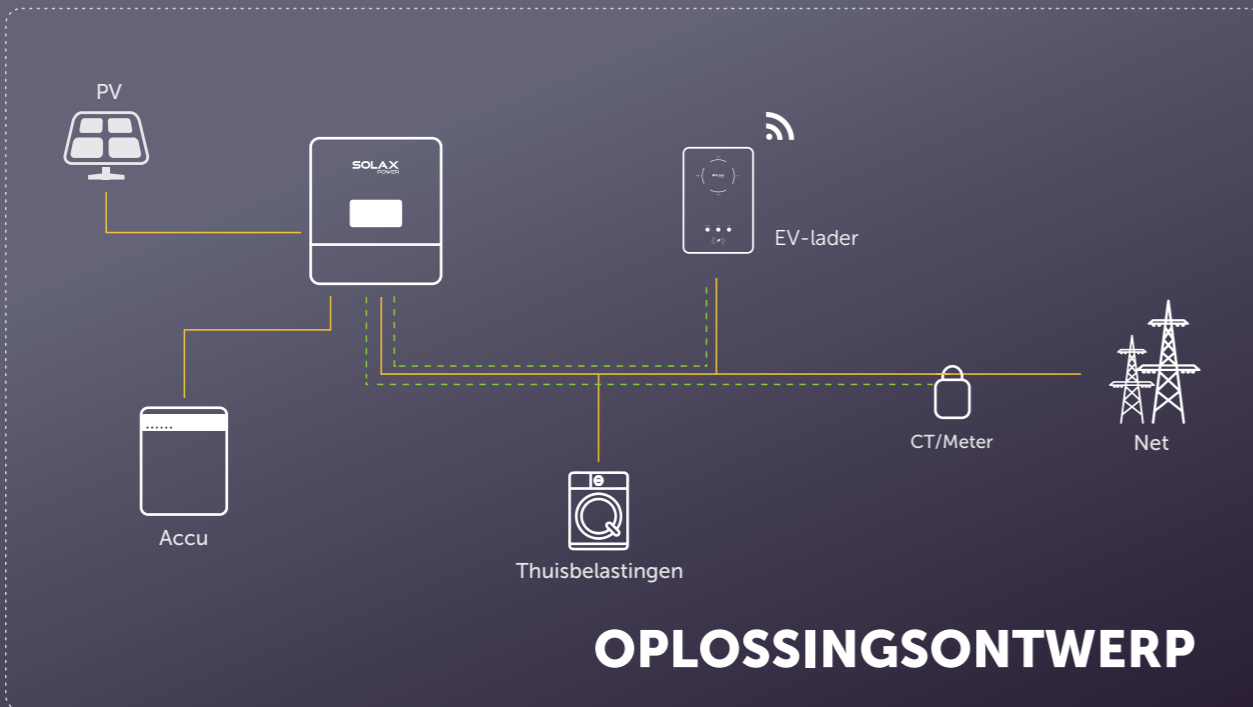 PV
SOLAX
POWER
EV-lader
CT/Meter
Net
Accu
Thuisbelastingen
OPLOSSINGSONTWERP